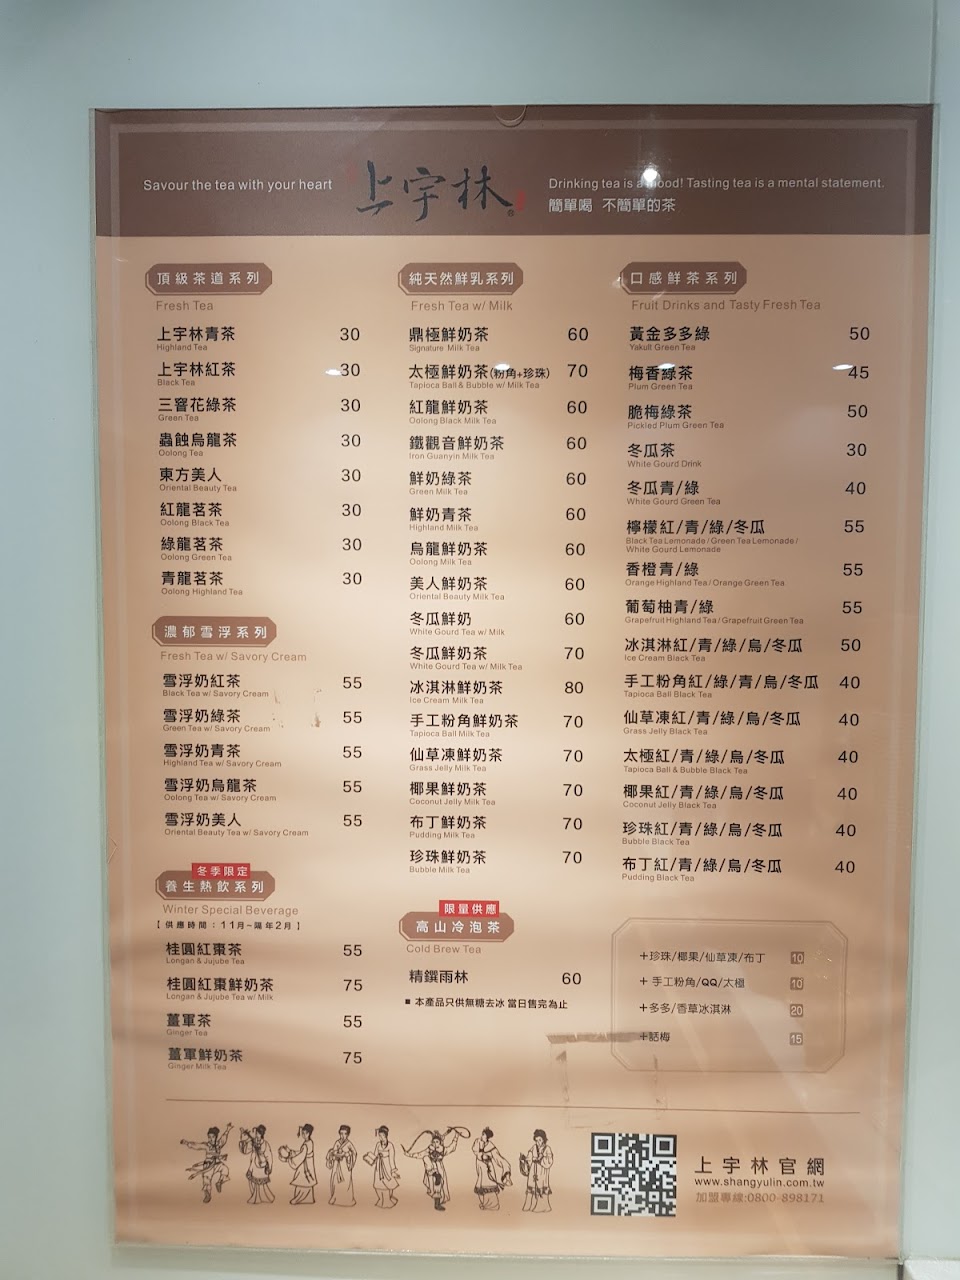 Savour the tea with your heart
上宇林
Drinking tea is a mood! Tasting tea is a mental statement.
簡單喝 不簡單的茶
頂級茶道系列
Fresh Tea
上宇林青茶 30
Highland Tea
上宇林紅茶 30
Black Tea
三窨花綠茶 30
Green Tea
蟲蝕烏龍茶 30
Oolong Tea
東方美人 30
Oriental Beauty Tea
紅龍茗茶 30
Oolong Black Tea
綠龍茗茶 30
Oolong Green Tea
青龍茗茶 30
Oolong Highland Tea
濃郁雪浮系列
Fresh Tea w/ Savory Cream
雪浮奶紅茶 55
Black Tea w/ Savory Cream
雪浮奶綠茶 55
Green Tea w/ Savory Cream
雪浮奶青茶 55
Highland Tea w/ Savory Cream
雪浮奶烏龍茶 55
Oolong Tea w/ Savory Cream
雪浮奶美人 55
Oriental Beauty Tea w/ Savory Cream
冬季限定
養生熱飲系列
Winter Special Beverage
【 供應時間：11月~隔年2月 】
桂圓紅棗茶 55
Longan & Jujube Tea
桂圓紅棗鮮奶茶 75
Longan & Jujube Tea w/ Milk
薑軍茶 55
Ginger Tea
薑軍鮮奶茶 75
Ginger Milk Tea
純天然鮮乳系列
Fresh Tea w/ Milk
鼎極鮮奶茶 60
Signature Milk Tea
太極鮮奶茶(粉角+珍珠) 70
Tapioca Ball & Bubble w/ Milk Tea
紅龍鮮奶茶 60
Oolong Black Milk Tea
鐵觀音鮮奶茶 60
Iron Guanyin Milk Tea
鮮奶綠茶 60
Green Milk Tea
鮮奶青茶 60
Highland Milk Tea
烏龍鮮奶茶 60
Oolong Milk Tea
美人鮮奶茶 60
Oriental Beauty Milk Tea
冬瓜鮮奶 60
White Gourd Tea w/ Milk
冬瓜鮮奶茶 70
White Gourd Tea w/ Milk Tea
冰淇淋鮮奶茶 80
Ice Cream Milk Tea
手工粉角鮮奶茶 70
Tapioca Ball Milk Tea
仙草凍鮮奶茶 70
Grass Jelly Milk Tea
椰果鮮奶茶 70
Coconut Jelly Milk Tea
布丁鮮奶茶 70
Pudding Milk Tea
珍珠鮮奶茶 70
Bubble Milk Tea
限量供應
高山冷泡茶
Cold Brew Tea
精鐉雨林 60
■ 本產品只供無糖去冰 當日售完為止
口感鮮茶系列
Fruit Drinks and Tasty Fresh Tea
黃金多多綠 50
Yakult Green Tea
梅香綠茶 45
Plum Green Tea
脆梅綠茶 50
Pickled Plum Green Tea
冬瓜茶 30
White Gourd Drink
冬瓜青/綠 40
White Gourd Green Tea
檸檬紅/青/綠/冬瓜 55
Black Tea Lemonade / Green Tea Lemonade /
White Gourd Lemonade
香橙青/綠 55
Orange Highland Tea / Orange Green Tea
葡萄柚青/綠 55
Grapefruit Highland Tea / Grapefruit Green Tea
冰淇淋紅/青/綠/烏/冬瓜 50
Ice Cream Black Tea
手工粉角紅/綠/青/烏/冬瓜 40
Tapioca Ball Black Tea
仙草凍紅/青/綠/烏/冬瓜 40
Grass Jelly Black Tea
太極紅/青/綠/烏/冬瓜 40
Tapioca Ball & Bubble Black Tea
椰果紅/青/綠/烏/冬瓜 40
Coconut Jelly Black Tea
珍珠紅/青/綠/烏/冬瓜 40
Bubble Black Tea
布丁紅/青/綠/烏/冬瓜 40
Pudding Black Tea
+珍珠/椰果/仙草凍/布丁 10
+ 手工粉角/QQ/太極 10
+多多/香草冰淇淋 20
+話梅 15
上宇林官網
www.shangyulin.com.tw
加盟專線:0800-898171